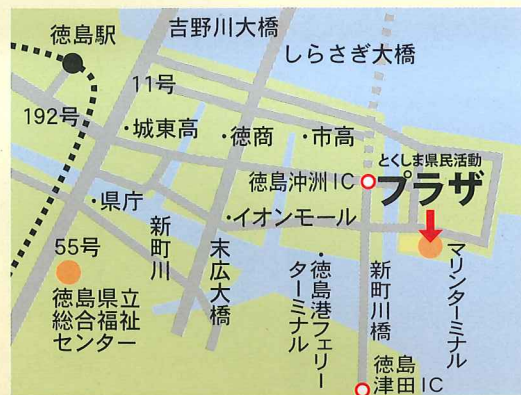 徳島駅
吉野川大橋
しらさぎ大橋
11号
192号
・城東高
・徳商
・市高
とくしま県民活動
プラザ
徳島沖洲IC
・県庁
・イオンモール
新町川
末広大橋
・徳島港フェリー
ターミナル
新町川橋
マリンターミナル
55号
徳島県立
総合福祉
センター
徳島
津田IC